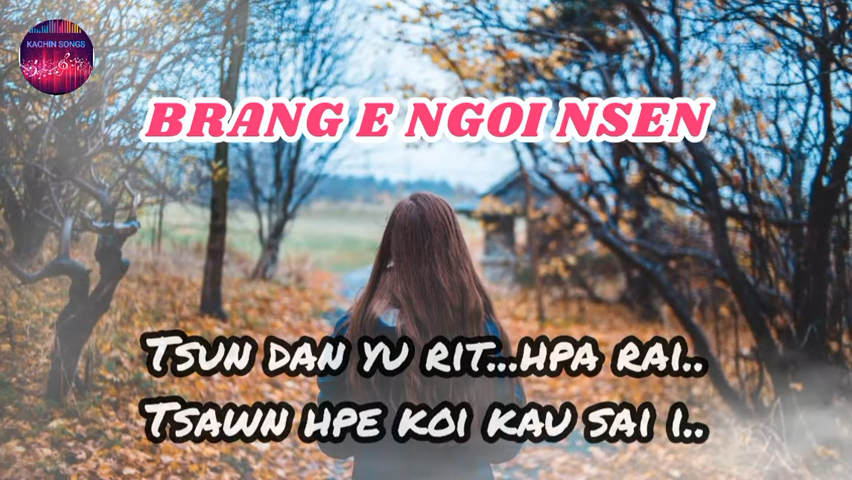 KACHIN SONGS
BRANG E NGOI NSEN
TSUN DAN YU RIT...HPA RAI..
TSAWN HPE KOI KAU SAI I..